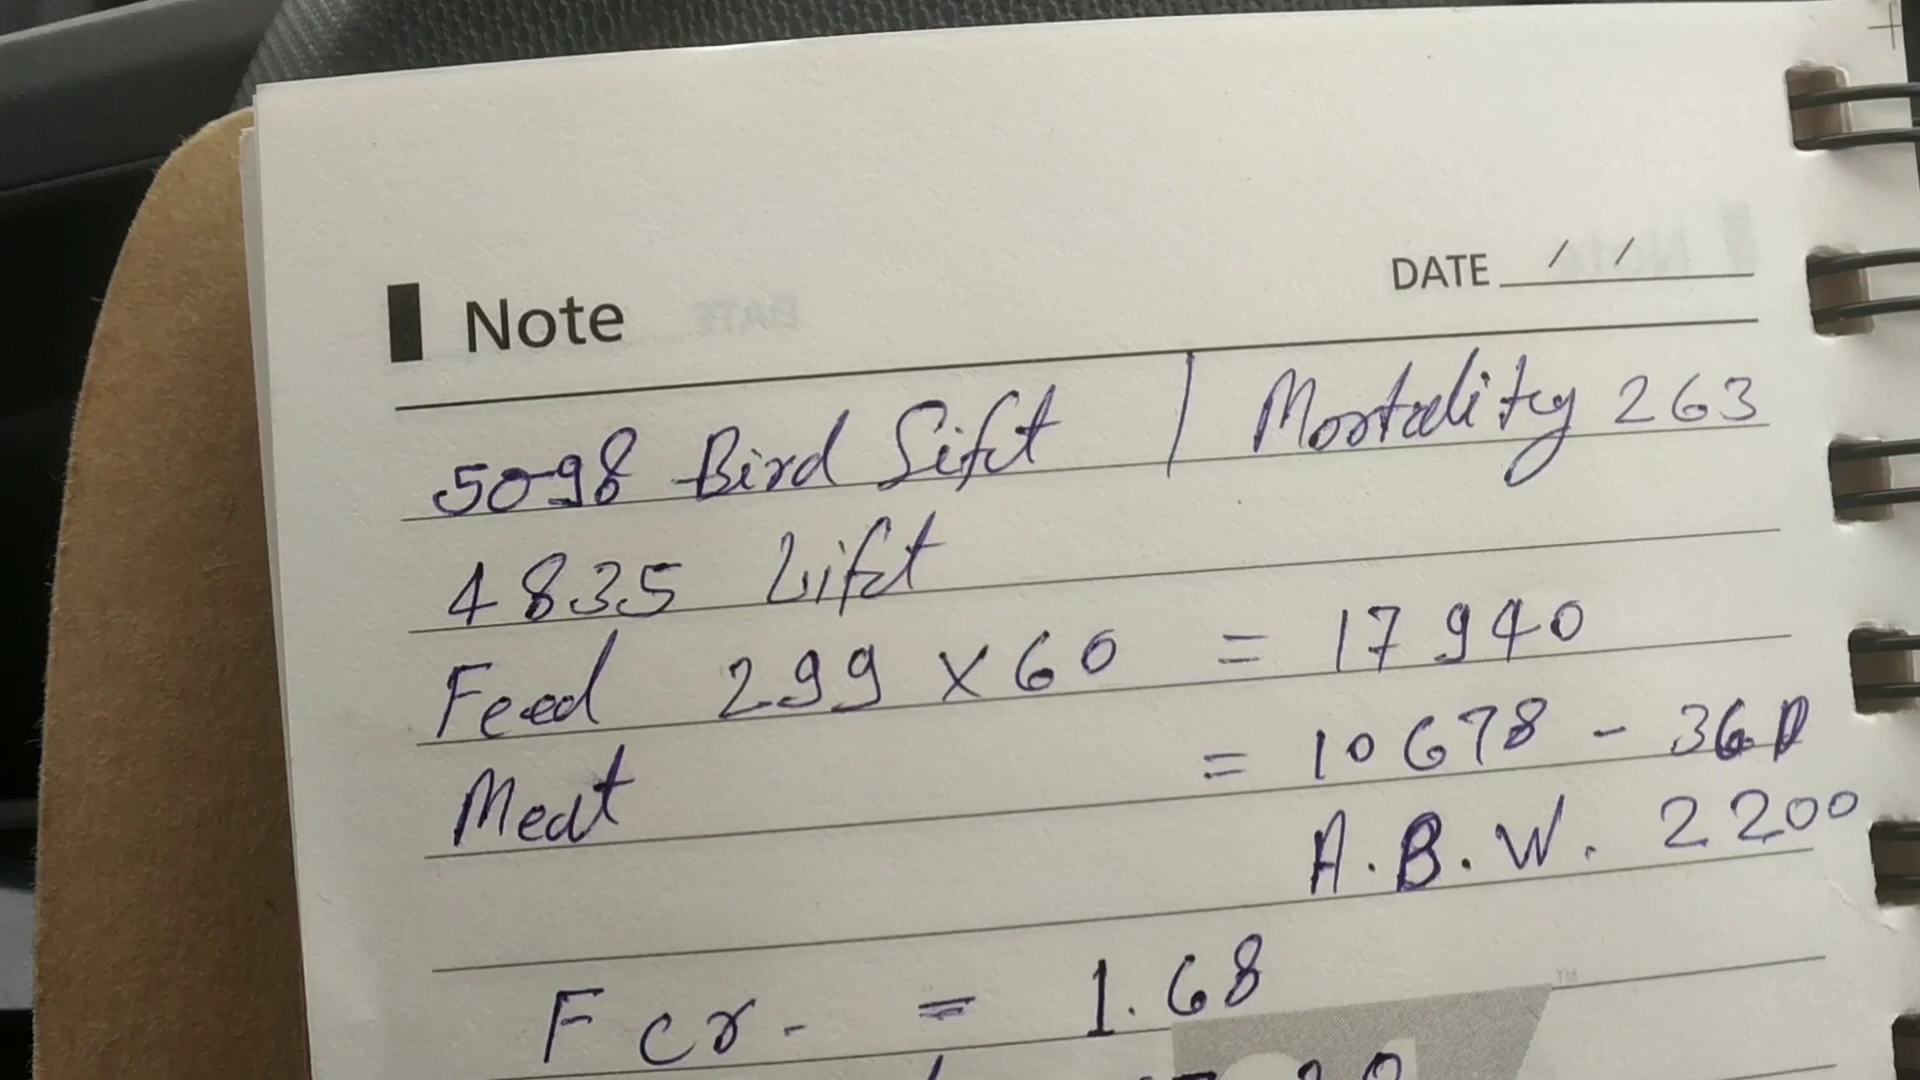 DATE / /
Note
5098 Bird Sift | Mortality 263
4835 Lift
Feed 299 x 60 = 17940
Meat = 10678 - 360
A.B.W. 2200
Fcr. = 1.68